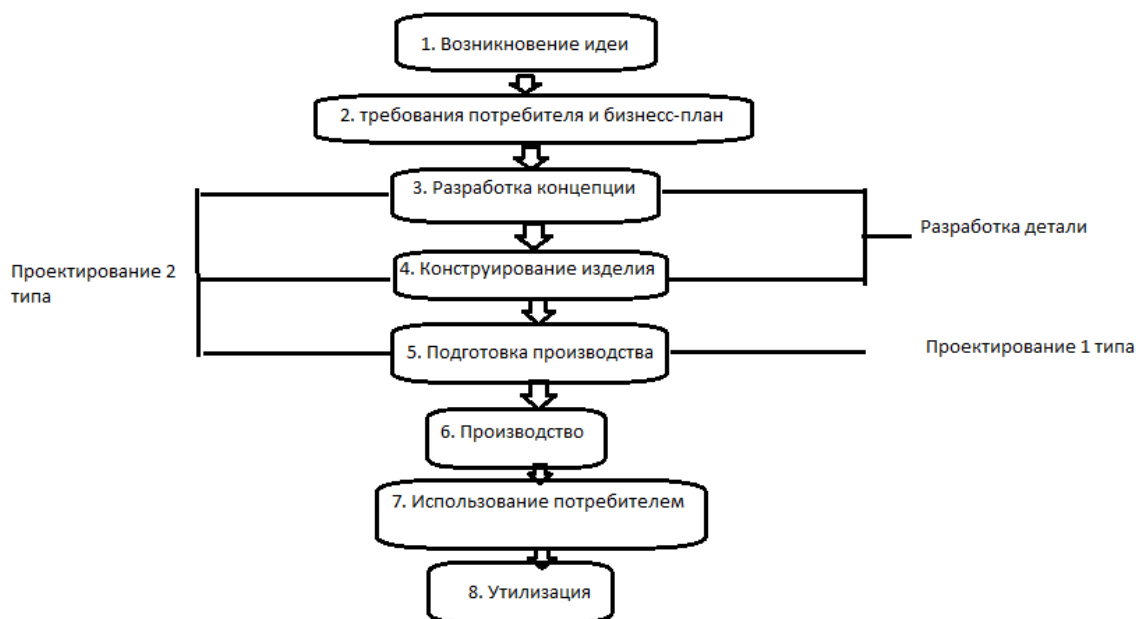 1. Возникновение идеи
2. требования потребителя и бизнесс-план
3. Разработка концепции
Разработка детали
4. Конструирование изделия
Проектирование 2
типа
5. Подготовка производства
Проектирование 1 типа
6. Производство
7. Использование потребителем
8. Утилизация